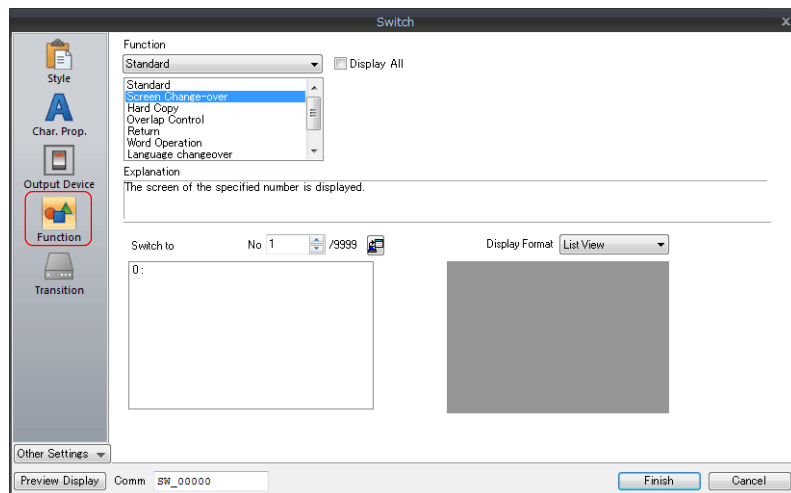 Switch
x
Style
Char. Prop.
Output Device
Function
Transition
Other Settings
Function
Standard
Display All
Standard
Screen Change-over
Hard Copy
Overlap Control
Return
Word Operation
Language changeover
Explanation
The screen of the specified number is displayed.
Switch to No 1 /9999 Display Format List View
0:
Preview Display Comm SW_00000 Finish Cancel